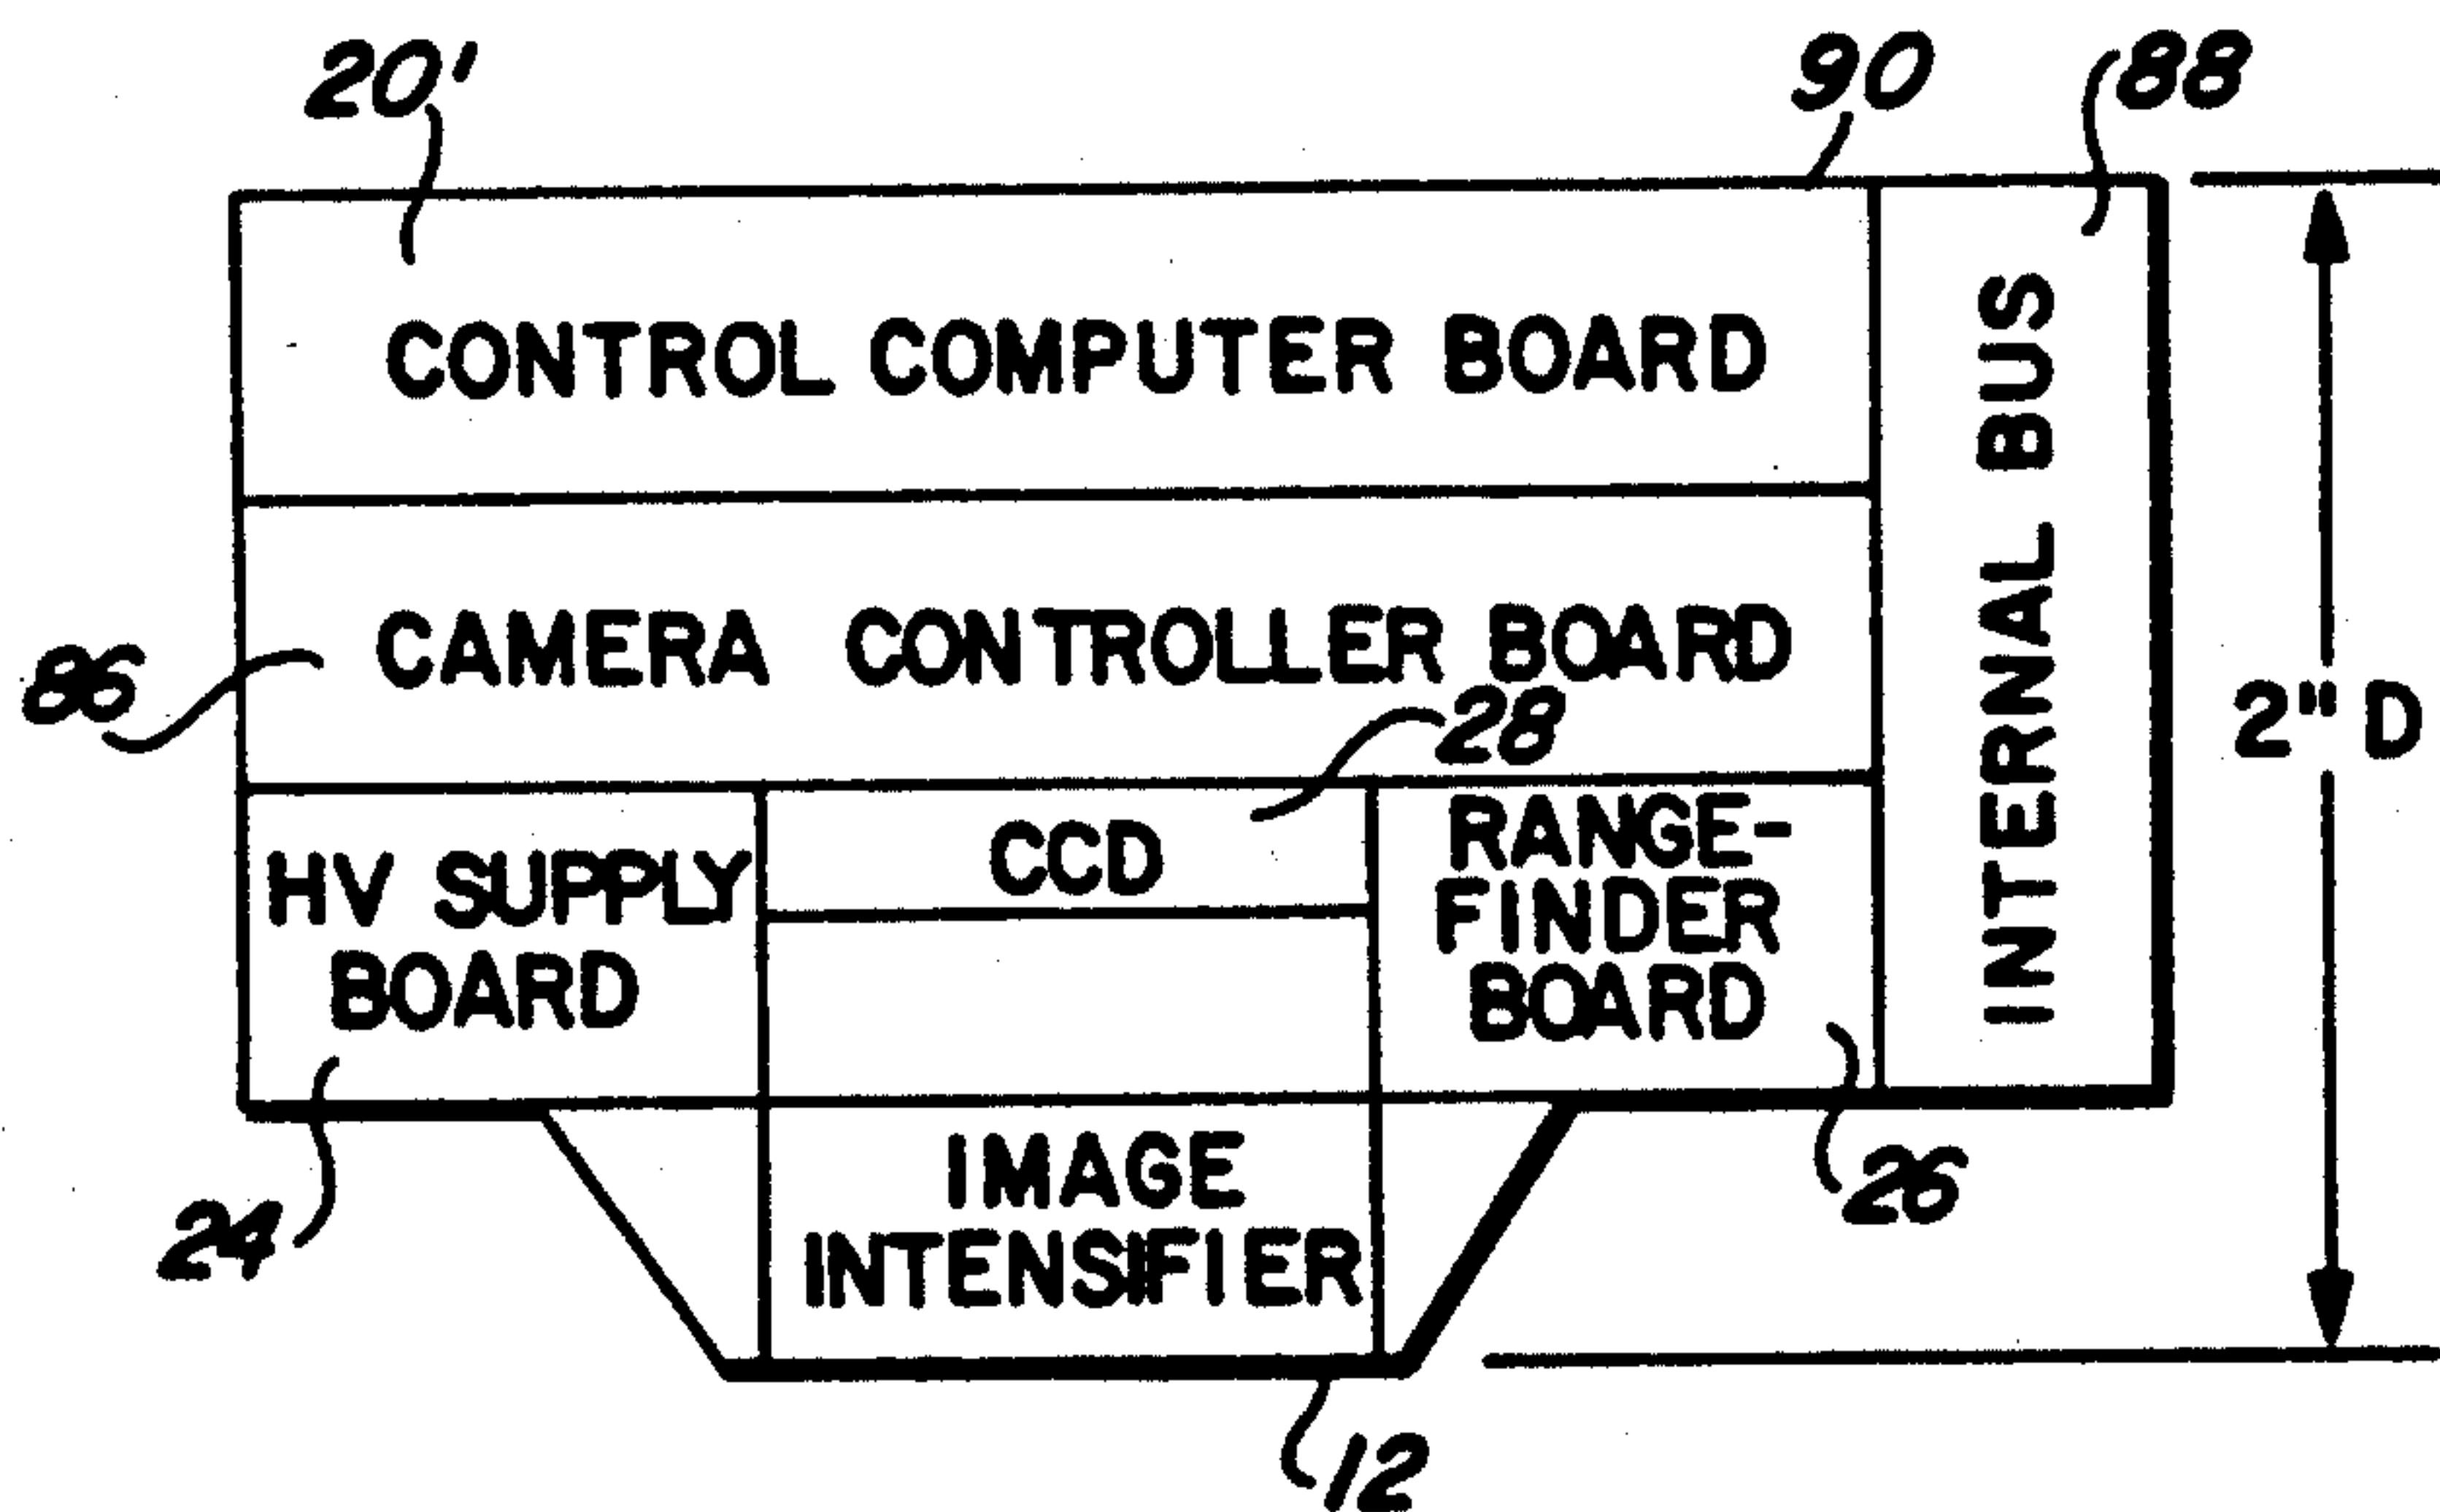 20'
90
88
CONTROL COMPUTER BOARD
INTERNAL BUS
CAMERA CONTROLLER BOARD
86
28
2" D
HV SUPPLY
BOARD
CCD
RANGE-
FINDER
BOARD
24
26
IMAGE
INTENSIFIER
12